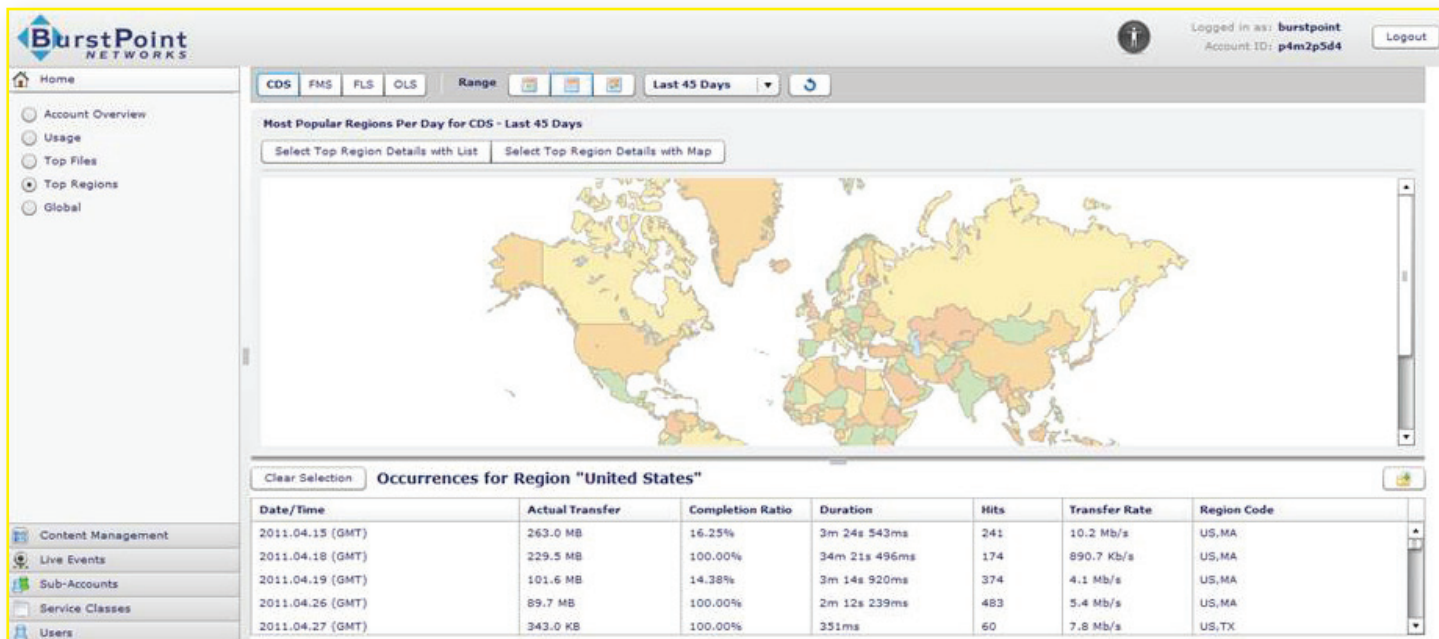 BurstPoint
NETWORKS
Logged in as: burstpoint
Account ID: p4m2p5d4
Logout
Home
Account Overview
Usage
Top Files
Top Regions
Global
Content Management
Live Events
Sub-Accounts
Service Classes
Users
CDS FMS FLS OLS Range Last 45 Days
Most Popular Regions Per Day for CDS - Last 45 Days
Select Top Region Details with List Select Top Region Details with Map
Clear Selection Occurrences for Region "United States"
Date/Time Actual Transfer Completion Ratio Duration Hits Transfer Rate Region Code
2011.04.15 (GMT) 263.0 MB 16.25% 3m 24s 543ms 241 10.2 Mb/s US,MA
2011.04.18 (GMT) 229.5 MB 100.00% 34m 21s 496ms 174 890.7 Kb/s US,MA
2011.04.19 (GMT) 101.6 MB 14.38% 3m 14s 920ms 374 4.1 Mb/s US,MA
2011.04.26 (GMT) 89.7 MB 100.00% 2m 12s 239ms 483 5.4 Mb/s US,MA
2011.04.27 (GMT) 343.0 KB 100.00% 351ms 60 7.8 Mb/s US,TX